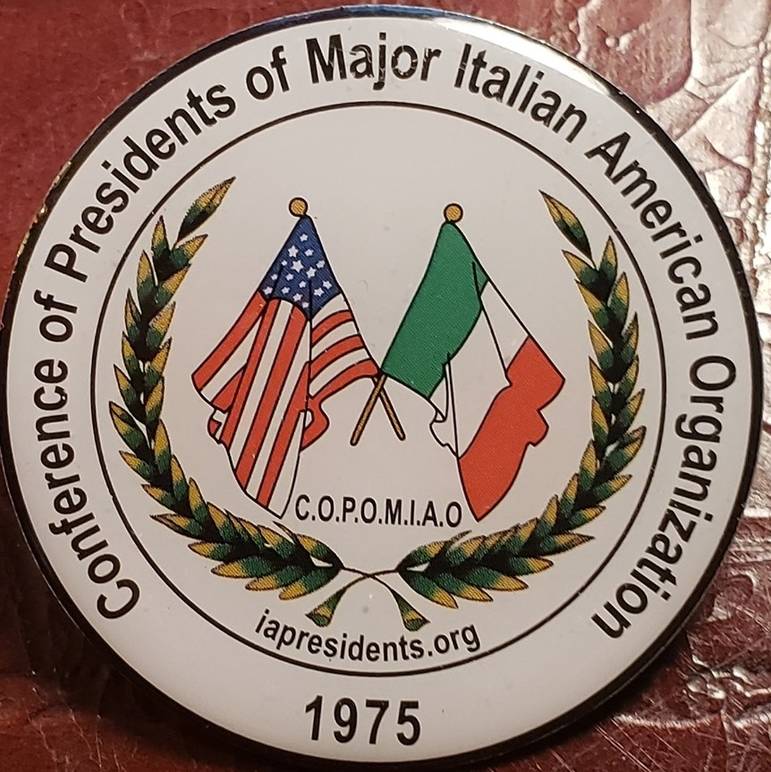 Conference of Presidents of Major Italian American Organization
C.O.P.O.M.I.A.O
iapresidents.org
1975